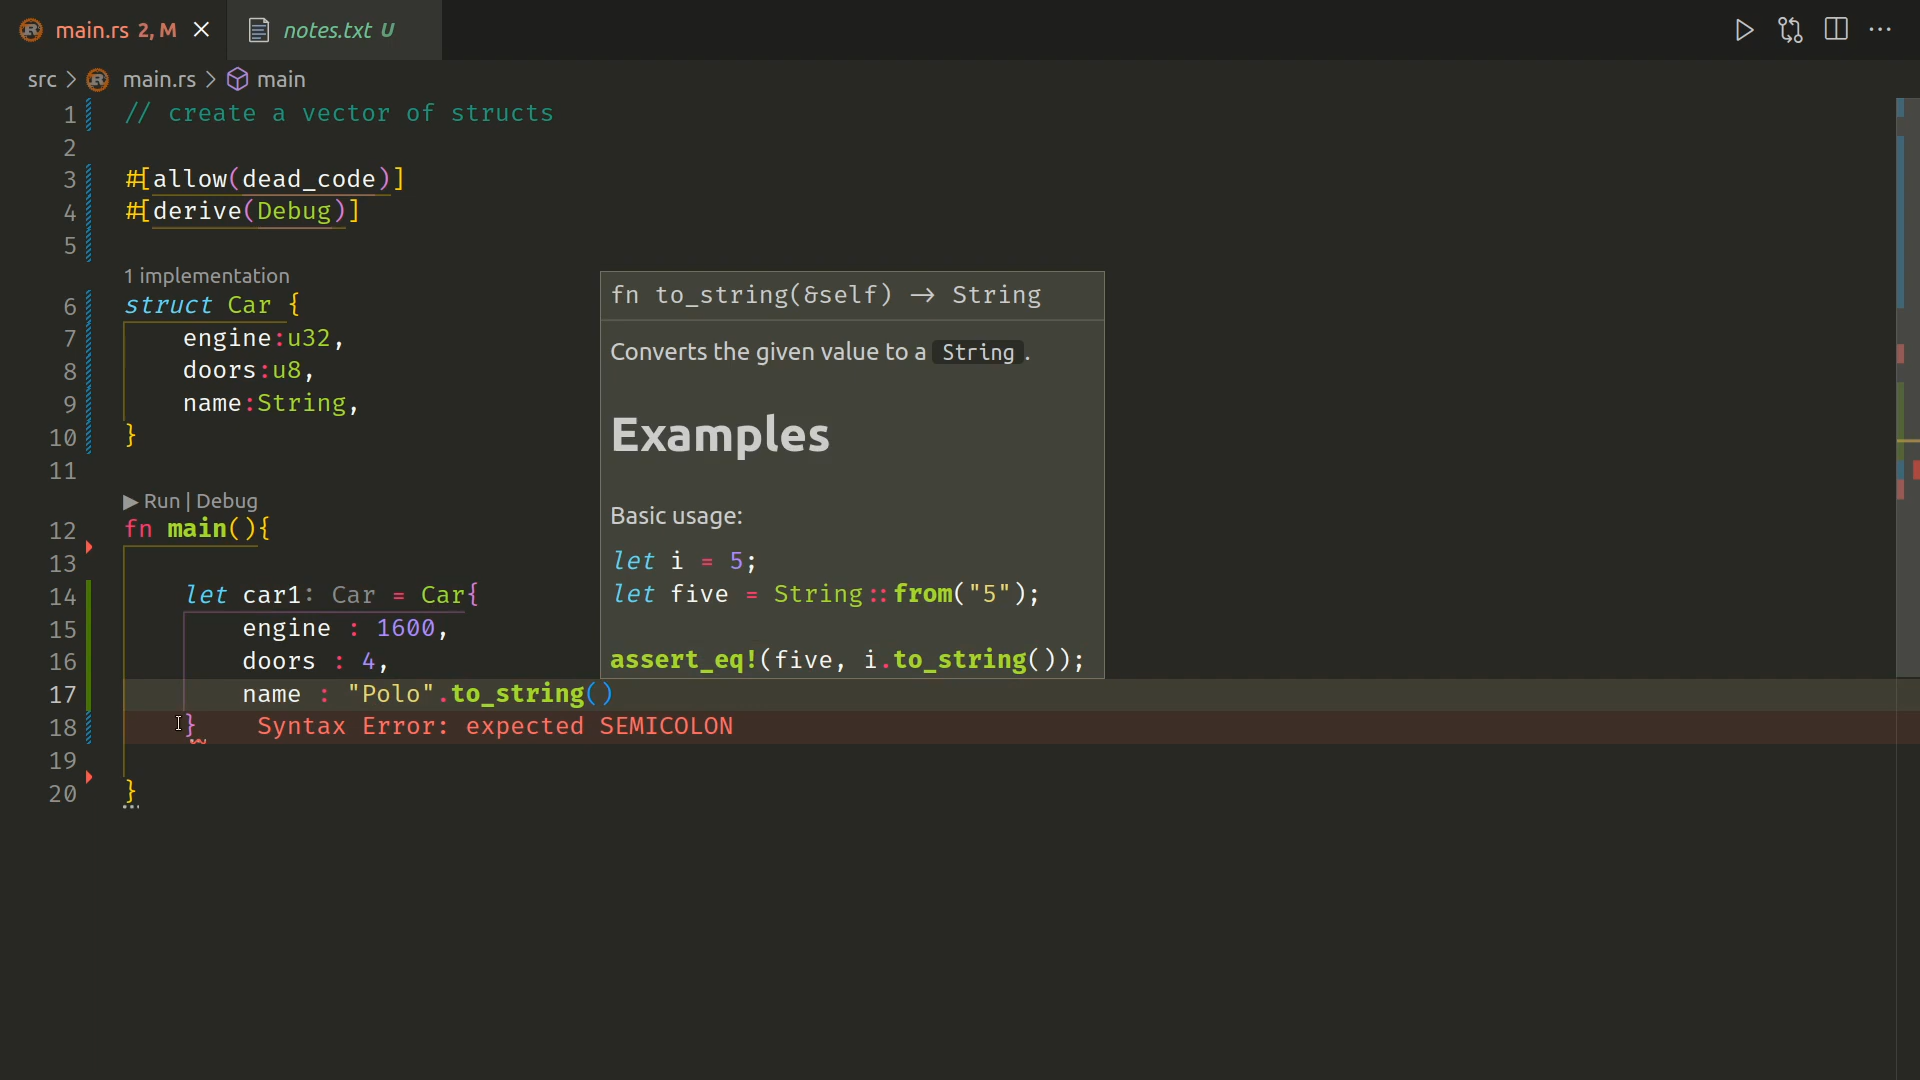 main.rs 2, M
notes.txt U
src > main.rs > main
1 // create a vector of structs
2
3 #[allow(dead_code)]
4 #[derive(Debug)]
5
1 implementation
6 struct Car {
7 engine:u32,
8 doors:u8,
9 name:String,
10 }
11
▶ Run | Debug
12 fn main(){
13
14 let car1: Car = Car{
15 engine : 1600,
16 doors : 4,
17 name : "Polo".to_string()
18 } Syntax Error: expected SEMICOLON
19
20 }
fn to_string(&self) → String
Converts the given value to a String.
Examples
Basic usage:
let i = 5;
let five = String::from("5");
assert_eq!(five, i.to_string());